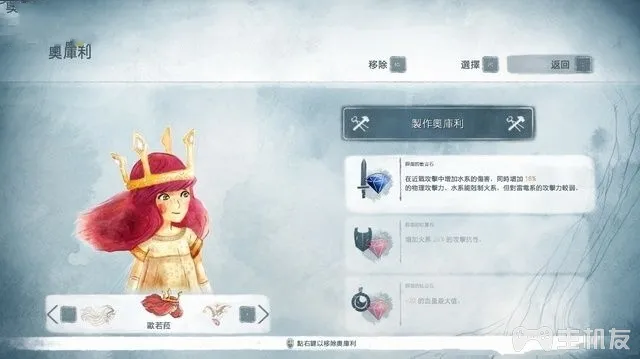 奧庫利
移除
選擇
返回
製作奧庫利
在近戰攻擊中增加水系的傷害，同時增加 16%
的物理攻擊力。水系能剋制火系，但對雷電系的攻擊力較弱。
增加火系
的攻擊抗性。
的血量最大值。
歐若菈
點右鍵以移除奧庫利
主机友